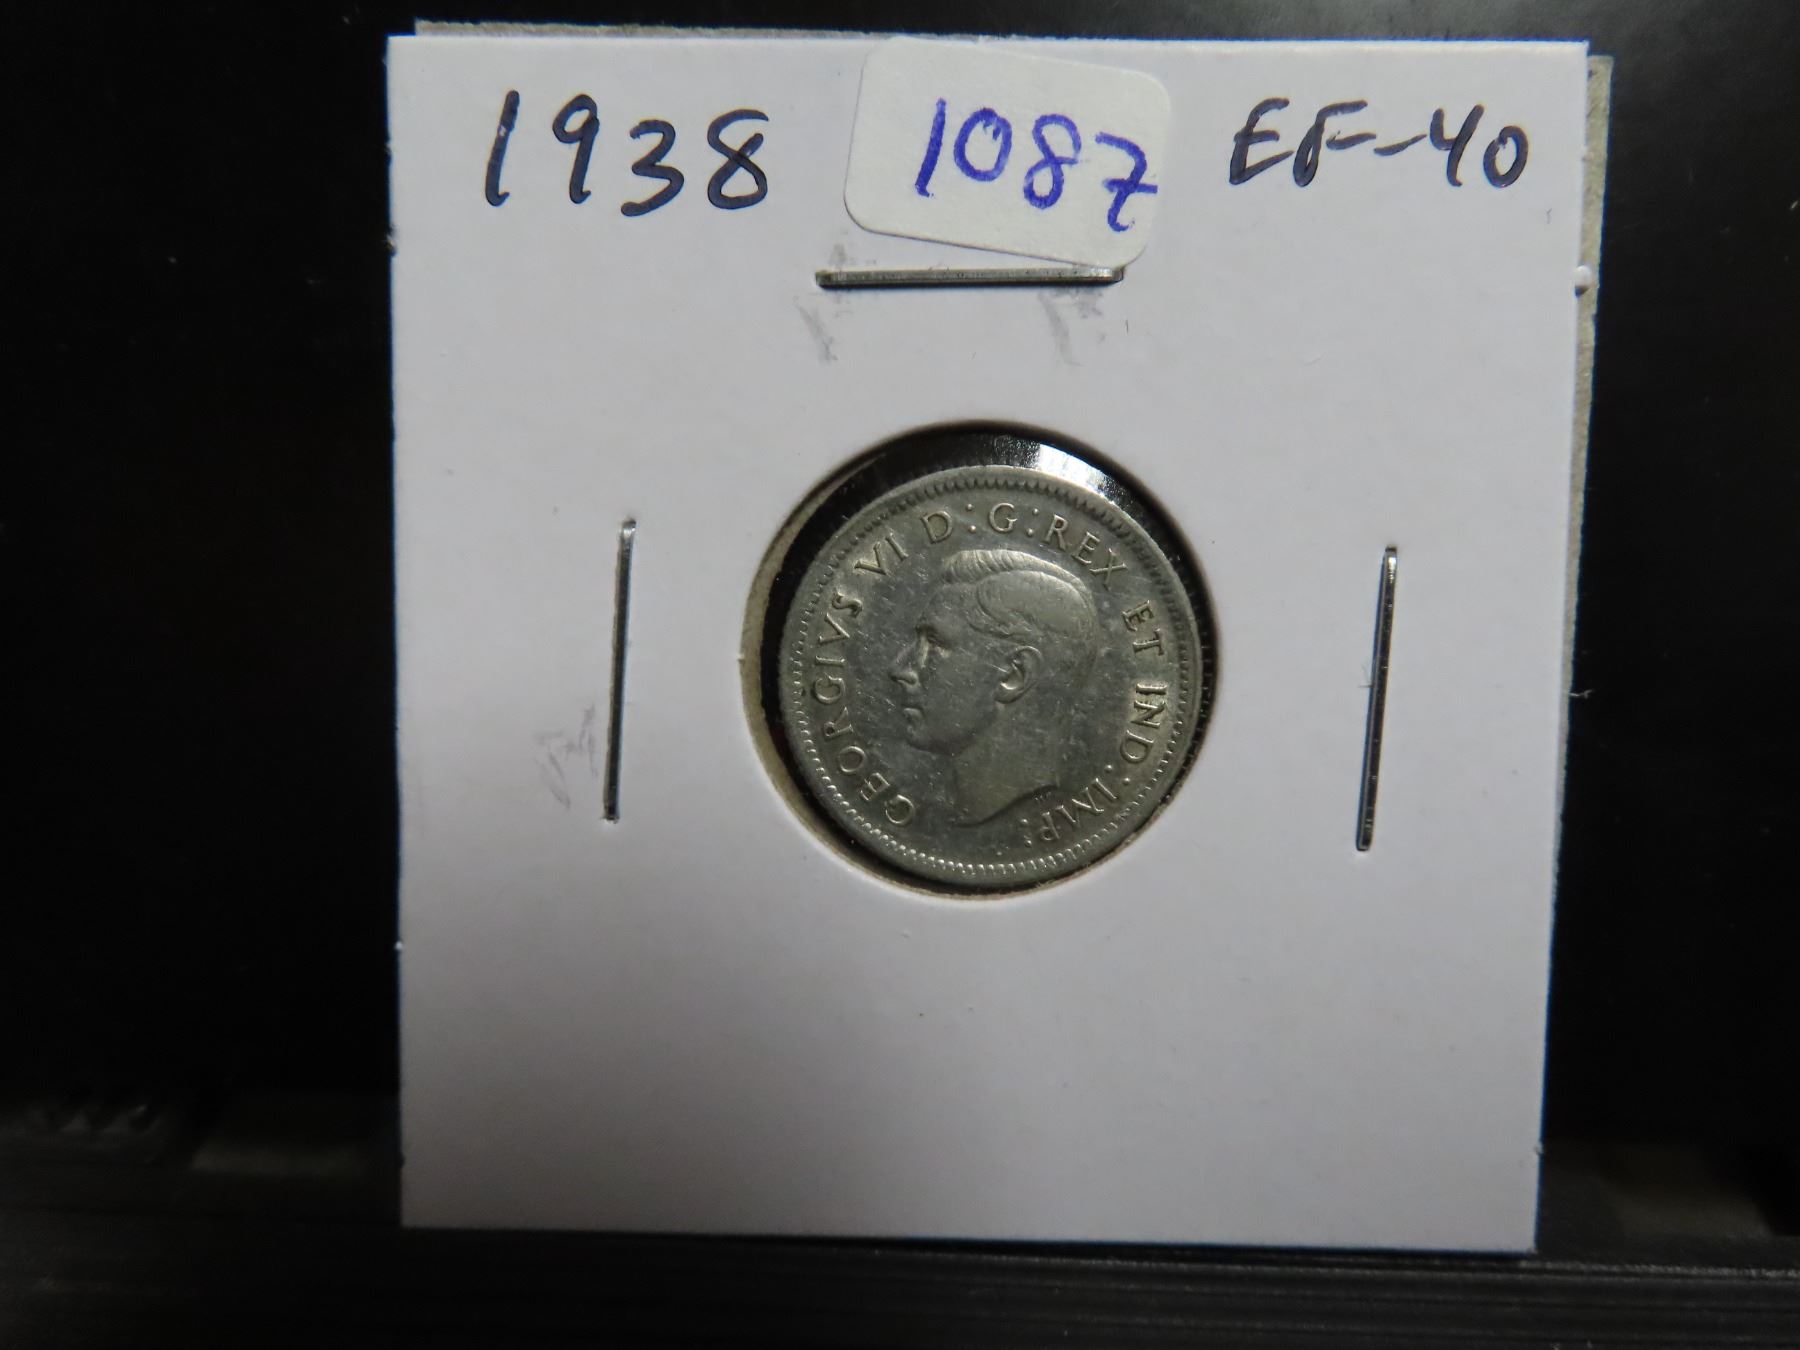 1938 1087 EF-40
GEORGIVS VI D:G:REX ET IND:IMP: